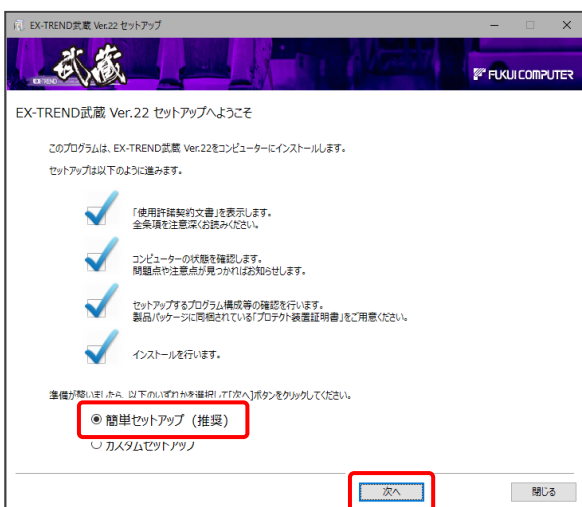 EX-TREND武蔵 Ver.22 セットアップ
武蔵
EX-TREND
FUKUI COMPUTER
EX-TREND武蔵 Ver.22 セットアップへようこそ
このプログラムは、EX-TREND武蔵 Ver.22をコンピューターにインストールします。
セットアップは以下のように進みます。
「使用許諾契約文書」を表示します。
全条項を注意深くお読みください。
コンピューターの状態を確認します。
問題点や注意点が見つかればお知らせします。
セットアップするプログラム構成等の確認を行います。
製品パッケージに同梱されている「プロテクト装置証明書」をご用意ください。
インストールを行います。
準備が整いましたら、以下のいずれかを選択して「次へ」ボタンをクリックしてください。
簡単セットアップ（推奨）
カスタムセットアップ
次へ
閉じる